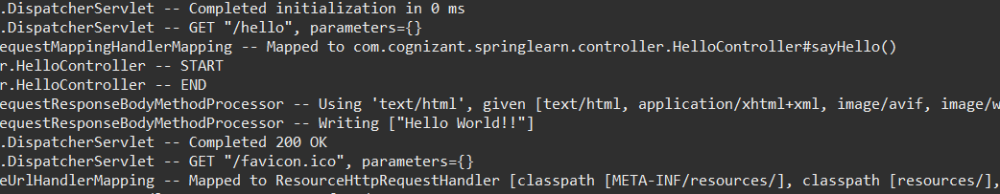 .DispatcherServlet -- Completed initialization in 0 ms
.DispatcherServlet -- GET "/hello", parameters={}
equestMappingHandlerMapping -- Mapped to com.cognizant.springlearn.controller.HelloController#sayHello()
r.HelloController -- START
r.HelloController -- END
equestResponseBodyMethodProcessor -- Using 'text/html', given [text/html, application/xhtml+xml, image/avif, image/w
equestResponseBodyMethodProcessor -- Writing ["Hello World!!"]
.DispatcherServlet -- Completed 200 OK
.DispatcherServlet -- GET "/favicon.ico", parameters={}
eUrlHandlerMapping -- Mapped to ResourceHttpRequestHandler [classpath [META-INF/resources/], classpath [resources/],